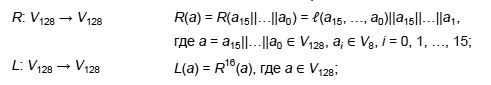 R: V₁₂₈ → V₁₂₈ R(a) = R(a₁₅||…||a₀) = ℓ(a₁₅, …, a₀)||a₁₅||…||a₁,
где a = a₁₅||…||a₀ ∈ V₁₂₈, aᵢ ∈ V₈, i = 0, 1, …, 15;
L: V₁₂₈ → V₁₂₈ L(a) = R¹⁶(a), где a ∈ V₁₂₈;